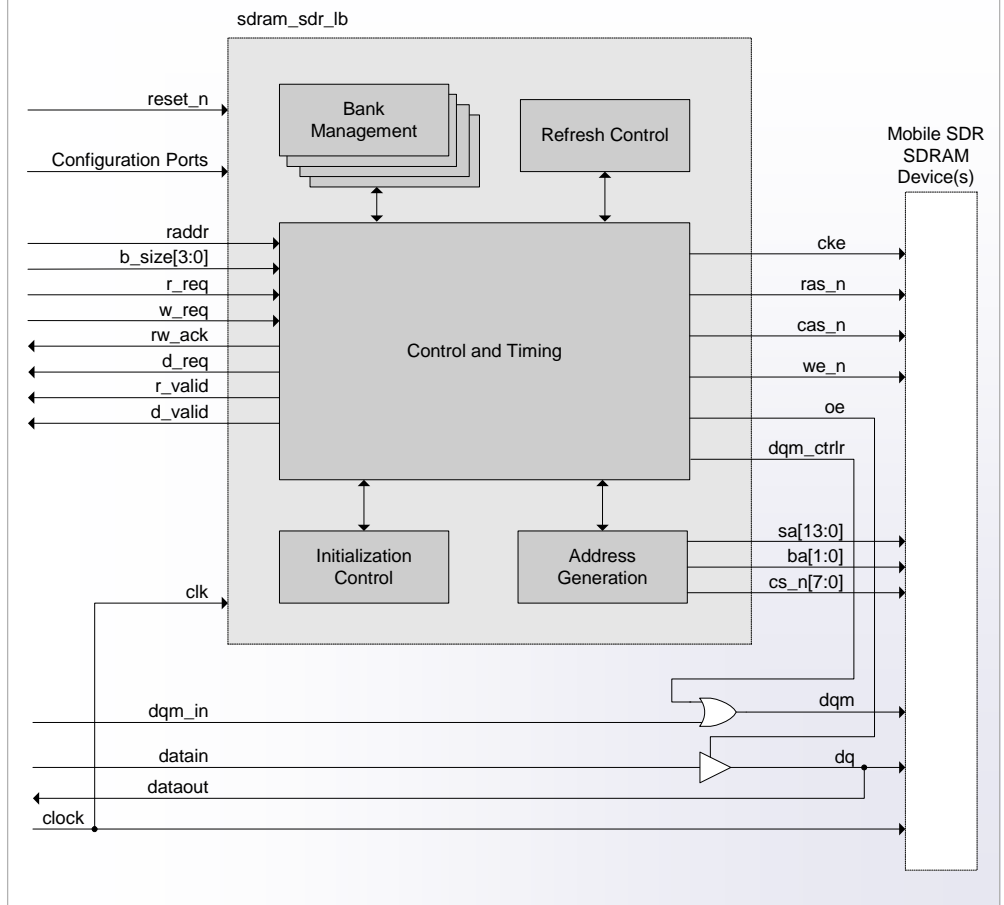 sdram_sdr_lb
reset_n
Configuration Ports
raddr
b_size[3:0]
r_req
w_req
rw_ack
d_req
r_valid
d_valid
clk
dqm_in
datain
dataout
clock
Bank
Management
Refresh Control
Control and Timing
Initialization
Control
Address
Generation
cke
ras_n
cas_n
we_n
oe
dqm_ctrlr
sa[13:0]
ba[1:0]
cs_n[7:0]
dqm
dq
Mobile SDR
SDRAM
Device(s)